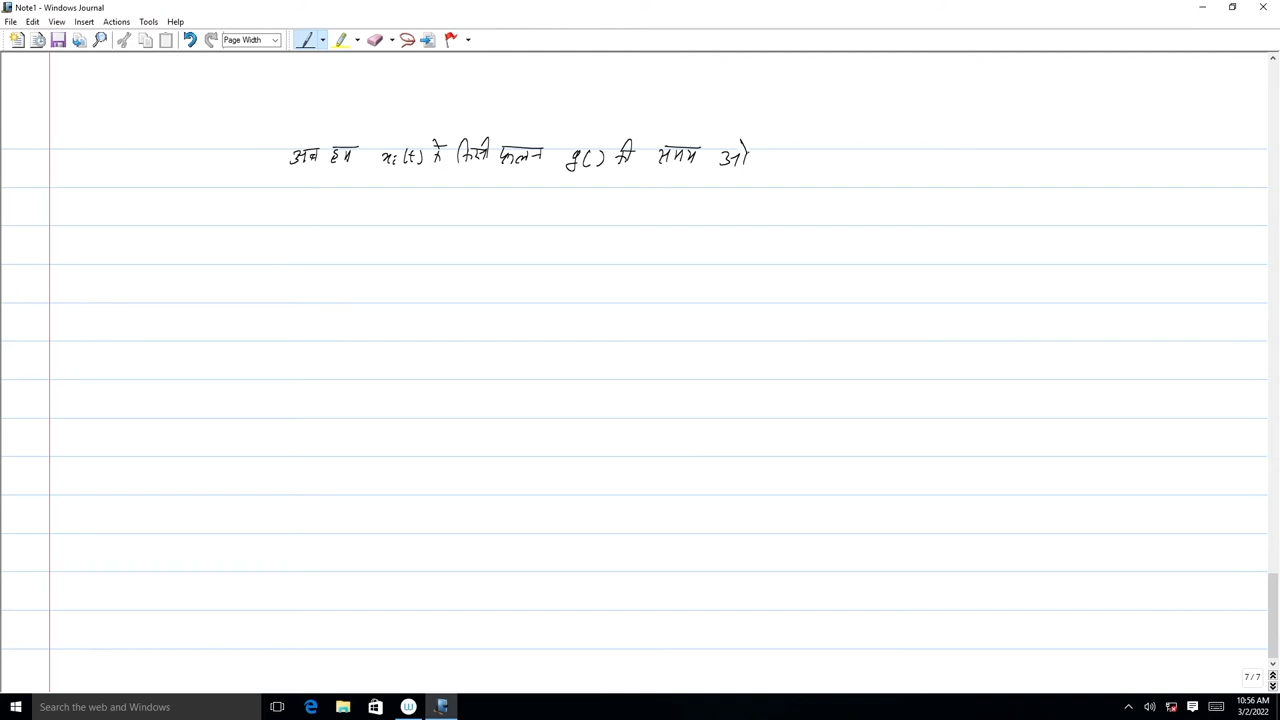 Note1 - Windows Journal
File Edit View Insert Actions Tools Help
Page Width
अब हम x(t) के किसी फलन g() की समय औ
7 / 7
Search the web and Windows
10:56 AM
3/2/2022